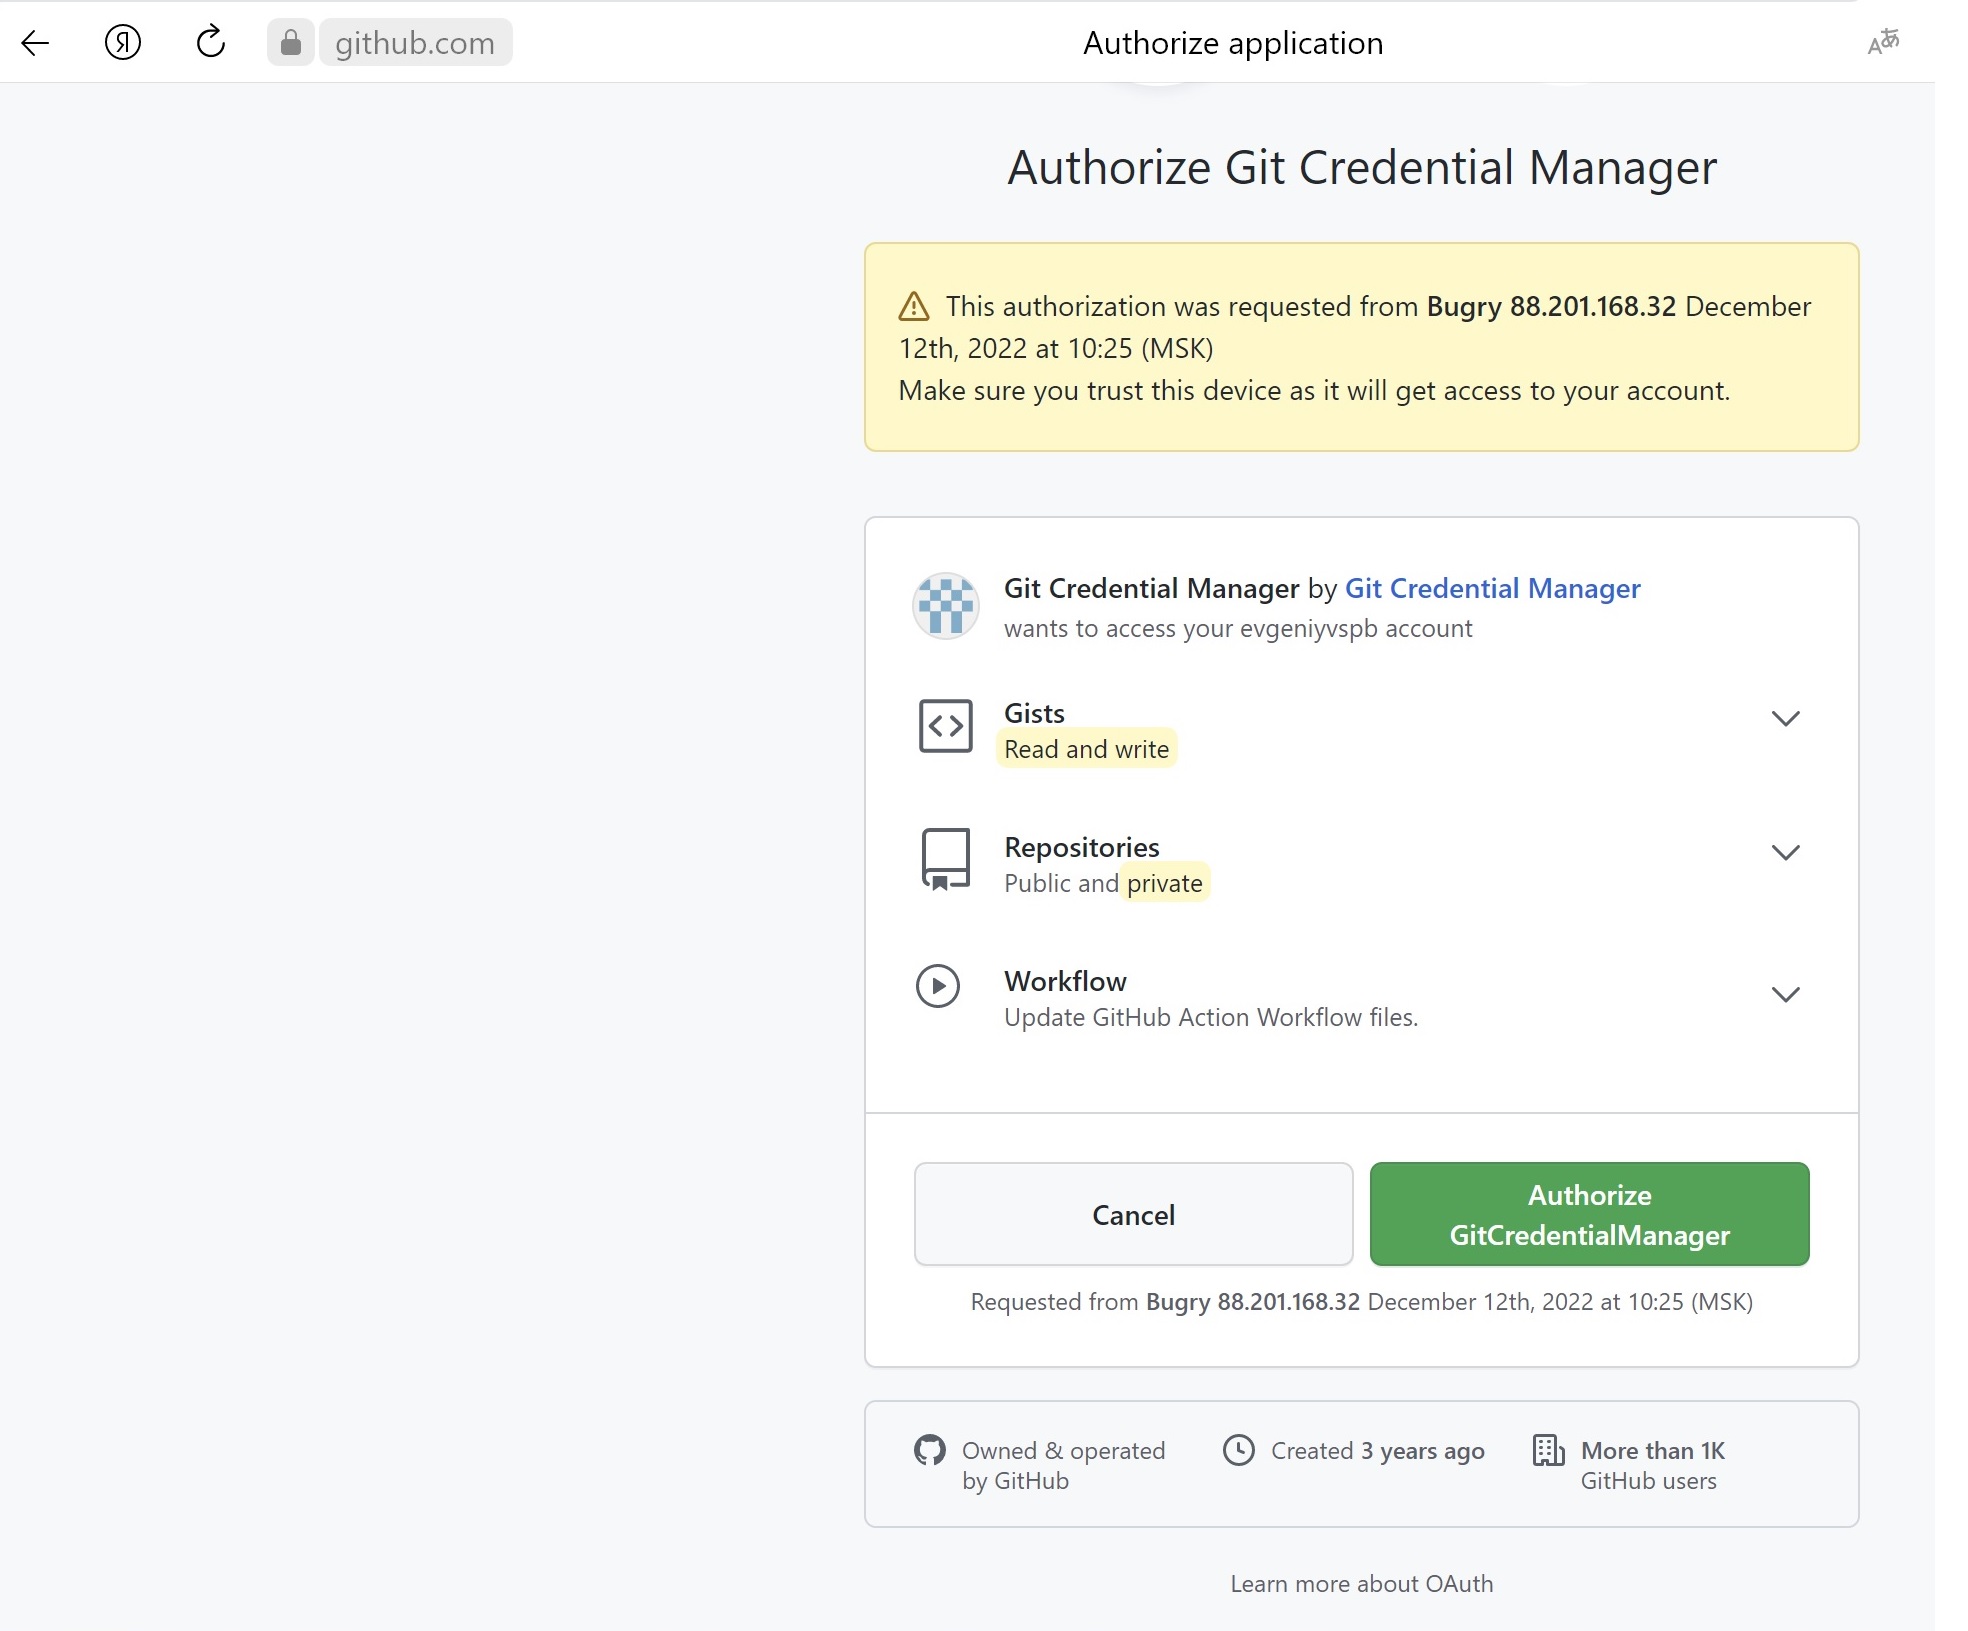 github.com
Authorize application
Authorize Git Credential Manager
This authorization was requested from Bugry 88.201.168.32 December
12th, 2022 at 10:25 (MSK)
Make sure you trust this device as it will get access to your account.
Git Credential Manager by Git Credential Manager
wants to access your evgeniyvspb account
Gists
Read and write
Repositories
Public and private
Workflow
Update GitHub Action Workflow files.
Cancel
Authorize
GitCredentialManager
Requested from Bugry 88.201.168.32 December 12th, 2022 at 10:25 (MSK)
Owned & operated
by GitHub
Created 3 years ago
More than 1K
GitHub users
Learn more about OAuth